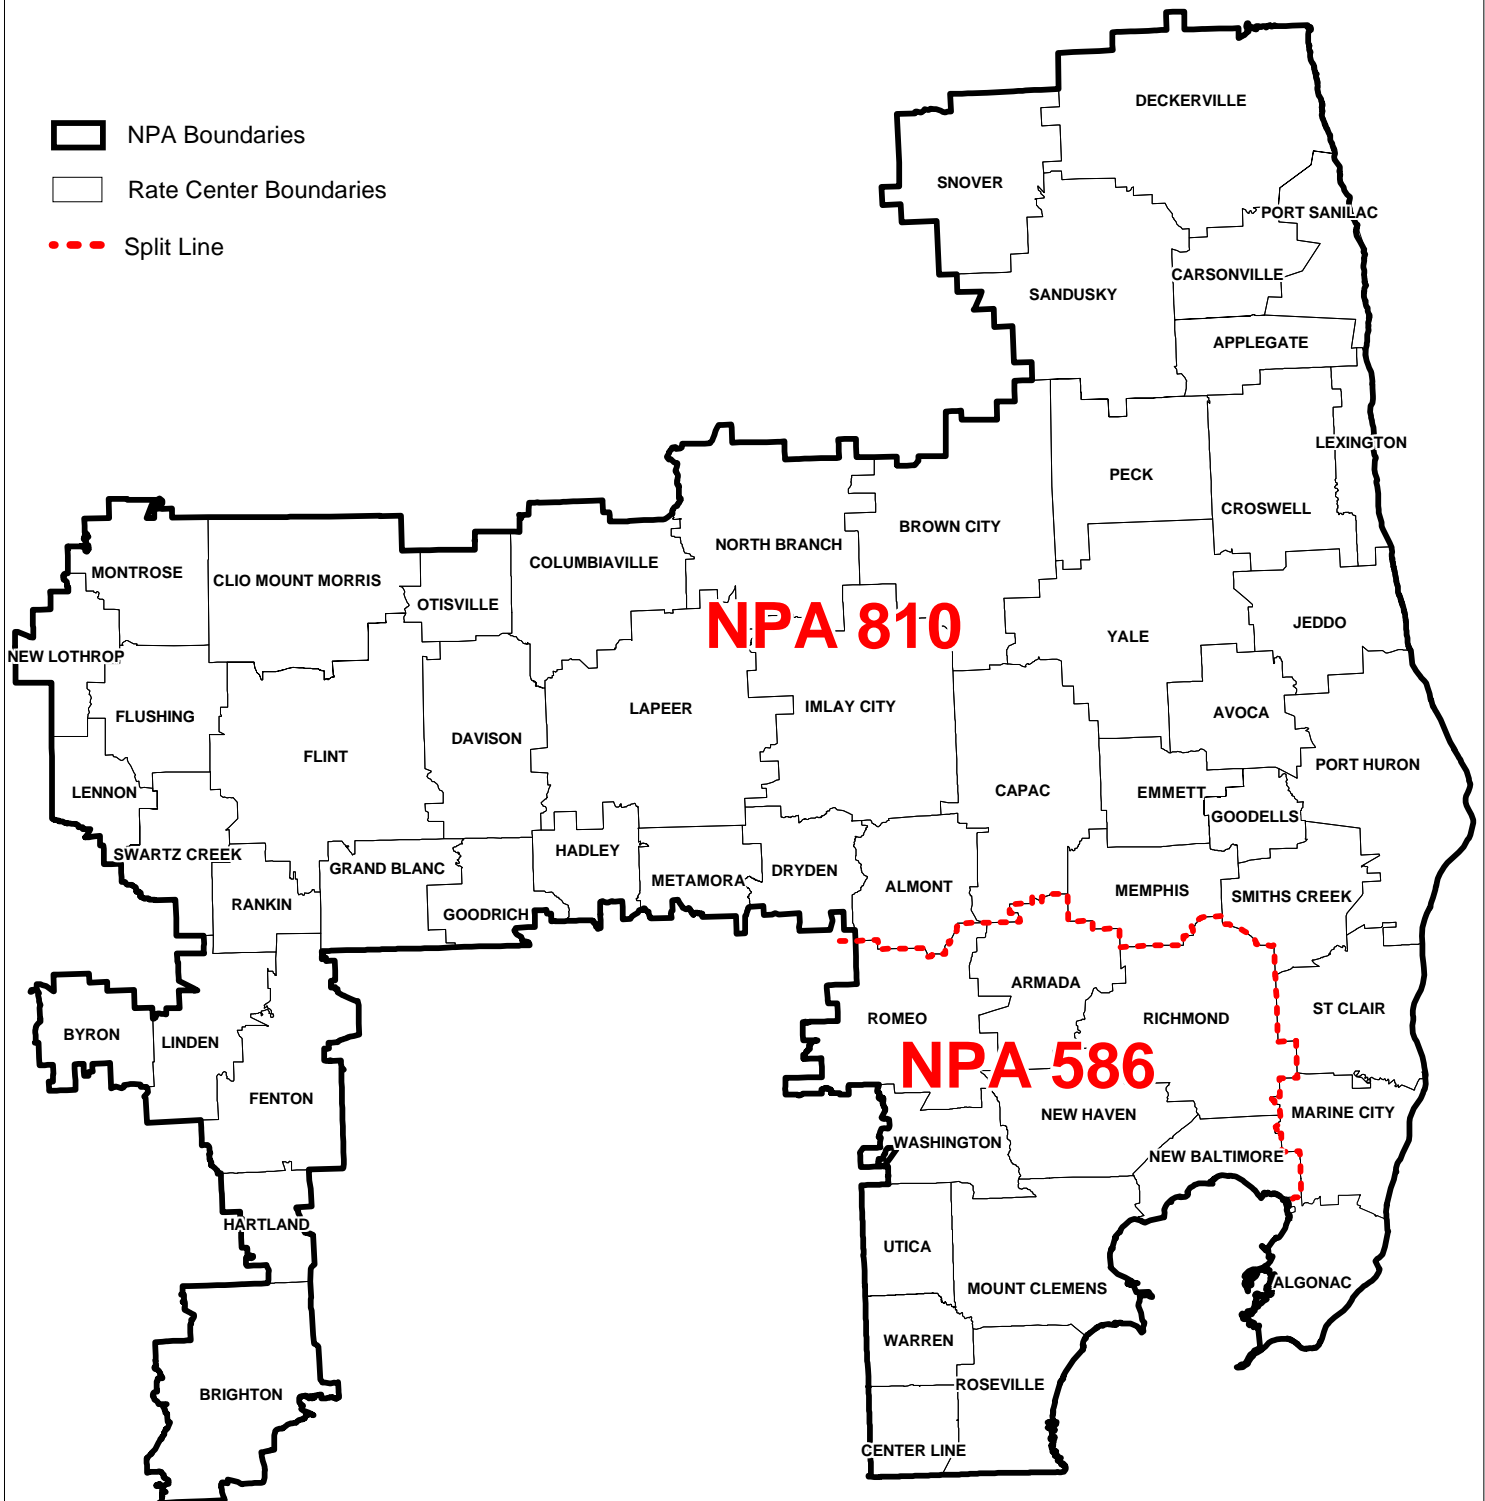 DECKERVILLE
NPA Boundaries
SNOVER
Rate Center Boundaries
PORT SANILAC
Split Line
CARSONVILLE
SANDUSKY
APPLEGATE
LEXINGTON
PECK
CROSWELL
BROWN CITY
NORTH BRANCH
COLUMBIAVILLE
MONTROSE
CLIO MOUNT MORRIS
OTISVILLE
NPA 810
JEDDO
YALE
NEW LOTHROP
LAPEER
IMLAY CITY
AVOCA
FLUSHING
DAVISON
FLINT
PORT HURON
CAPAC
EMMETT
LENNON
GOODELLS
SWARTZ CREEK
HADLEY
GRAND BLANC
DRYDEN
METAMORA
ALMONT
MEMPHIS
SMITHS CREEK
RANKIN
GOODRICH
ARMADA
ST CLAIR
ROMEO
RICHMOND
BYRON
LINDEN
NPA 586
FENTON
NEW HAVEN
MARINE CITY
WASHINGTON
NEW BALTIMORE
HARTLAND
UTICA
ALGONAC
MOUNT CLEMENS
WARREN
ROSEVILLE
BRIGHTON
CENTER LINE